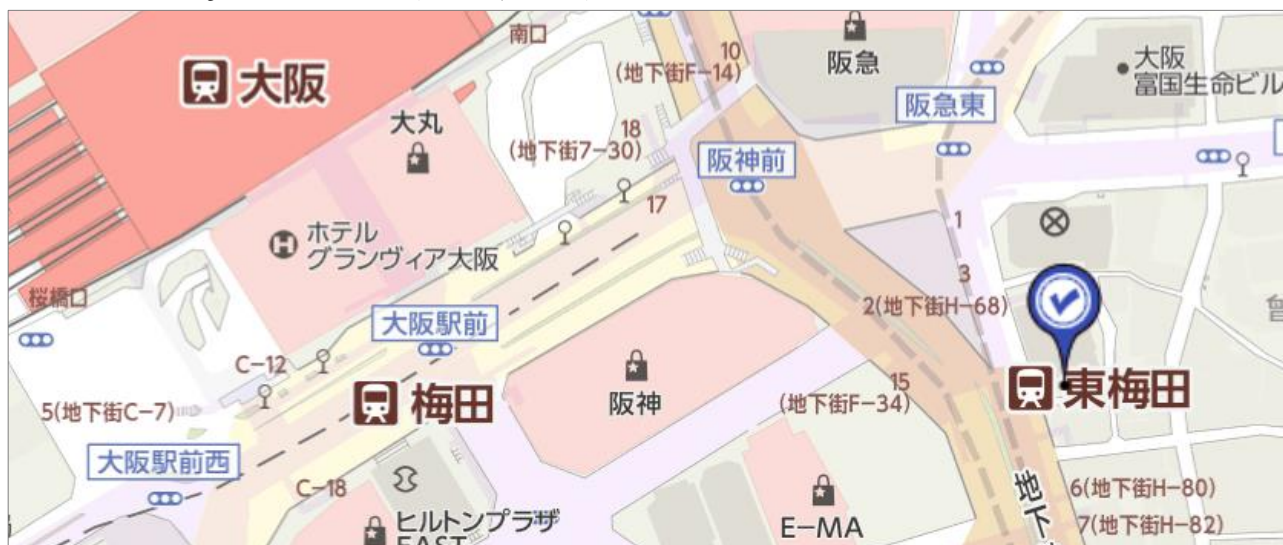 南口
10
(地下街F-14)
阪急
大阪
富国生命ビル
大阪
大丸
18
(地下街7-30)
阪急東
阪神前
17
ホテル
グランヴィア大阪
1
3
2(地下街H-68)
桜橋口
大阪駅前
C-12
梅田
阪神
15
(地下街F-34)
東梅田
5(地下街C-7)
大阪駅前西
C-18
ヒルトンプラザ
EAST
E-MA
6(地下街H-80)
7(地下街H-82)
地下